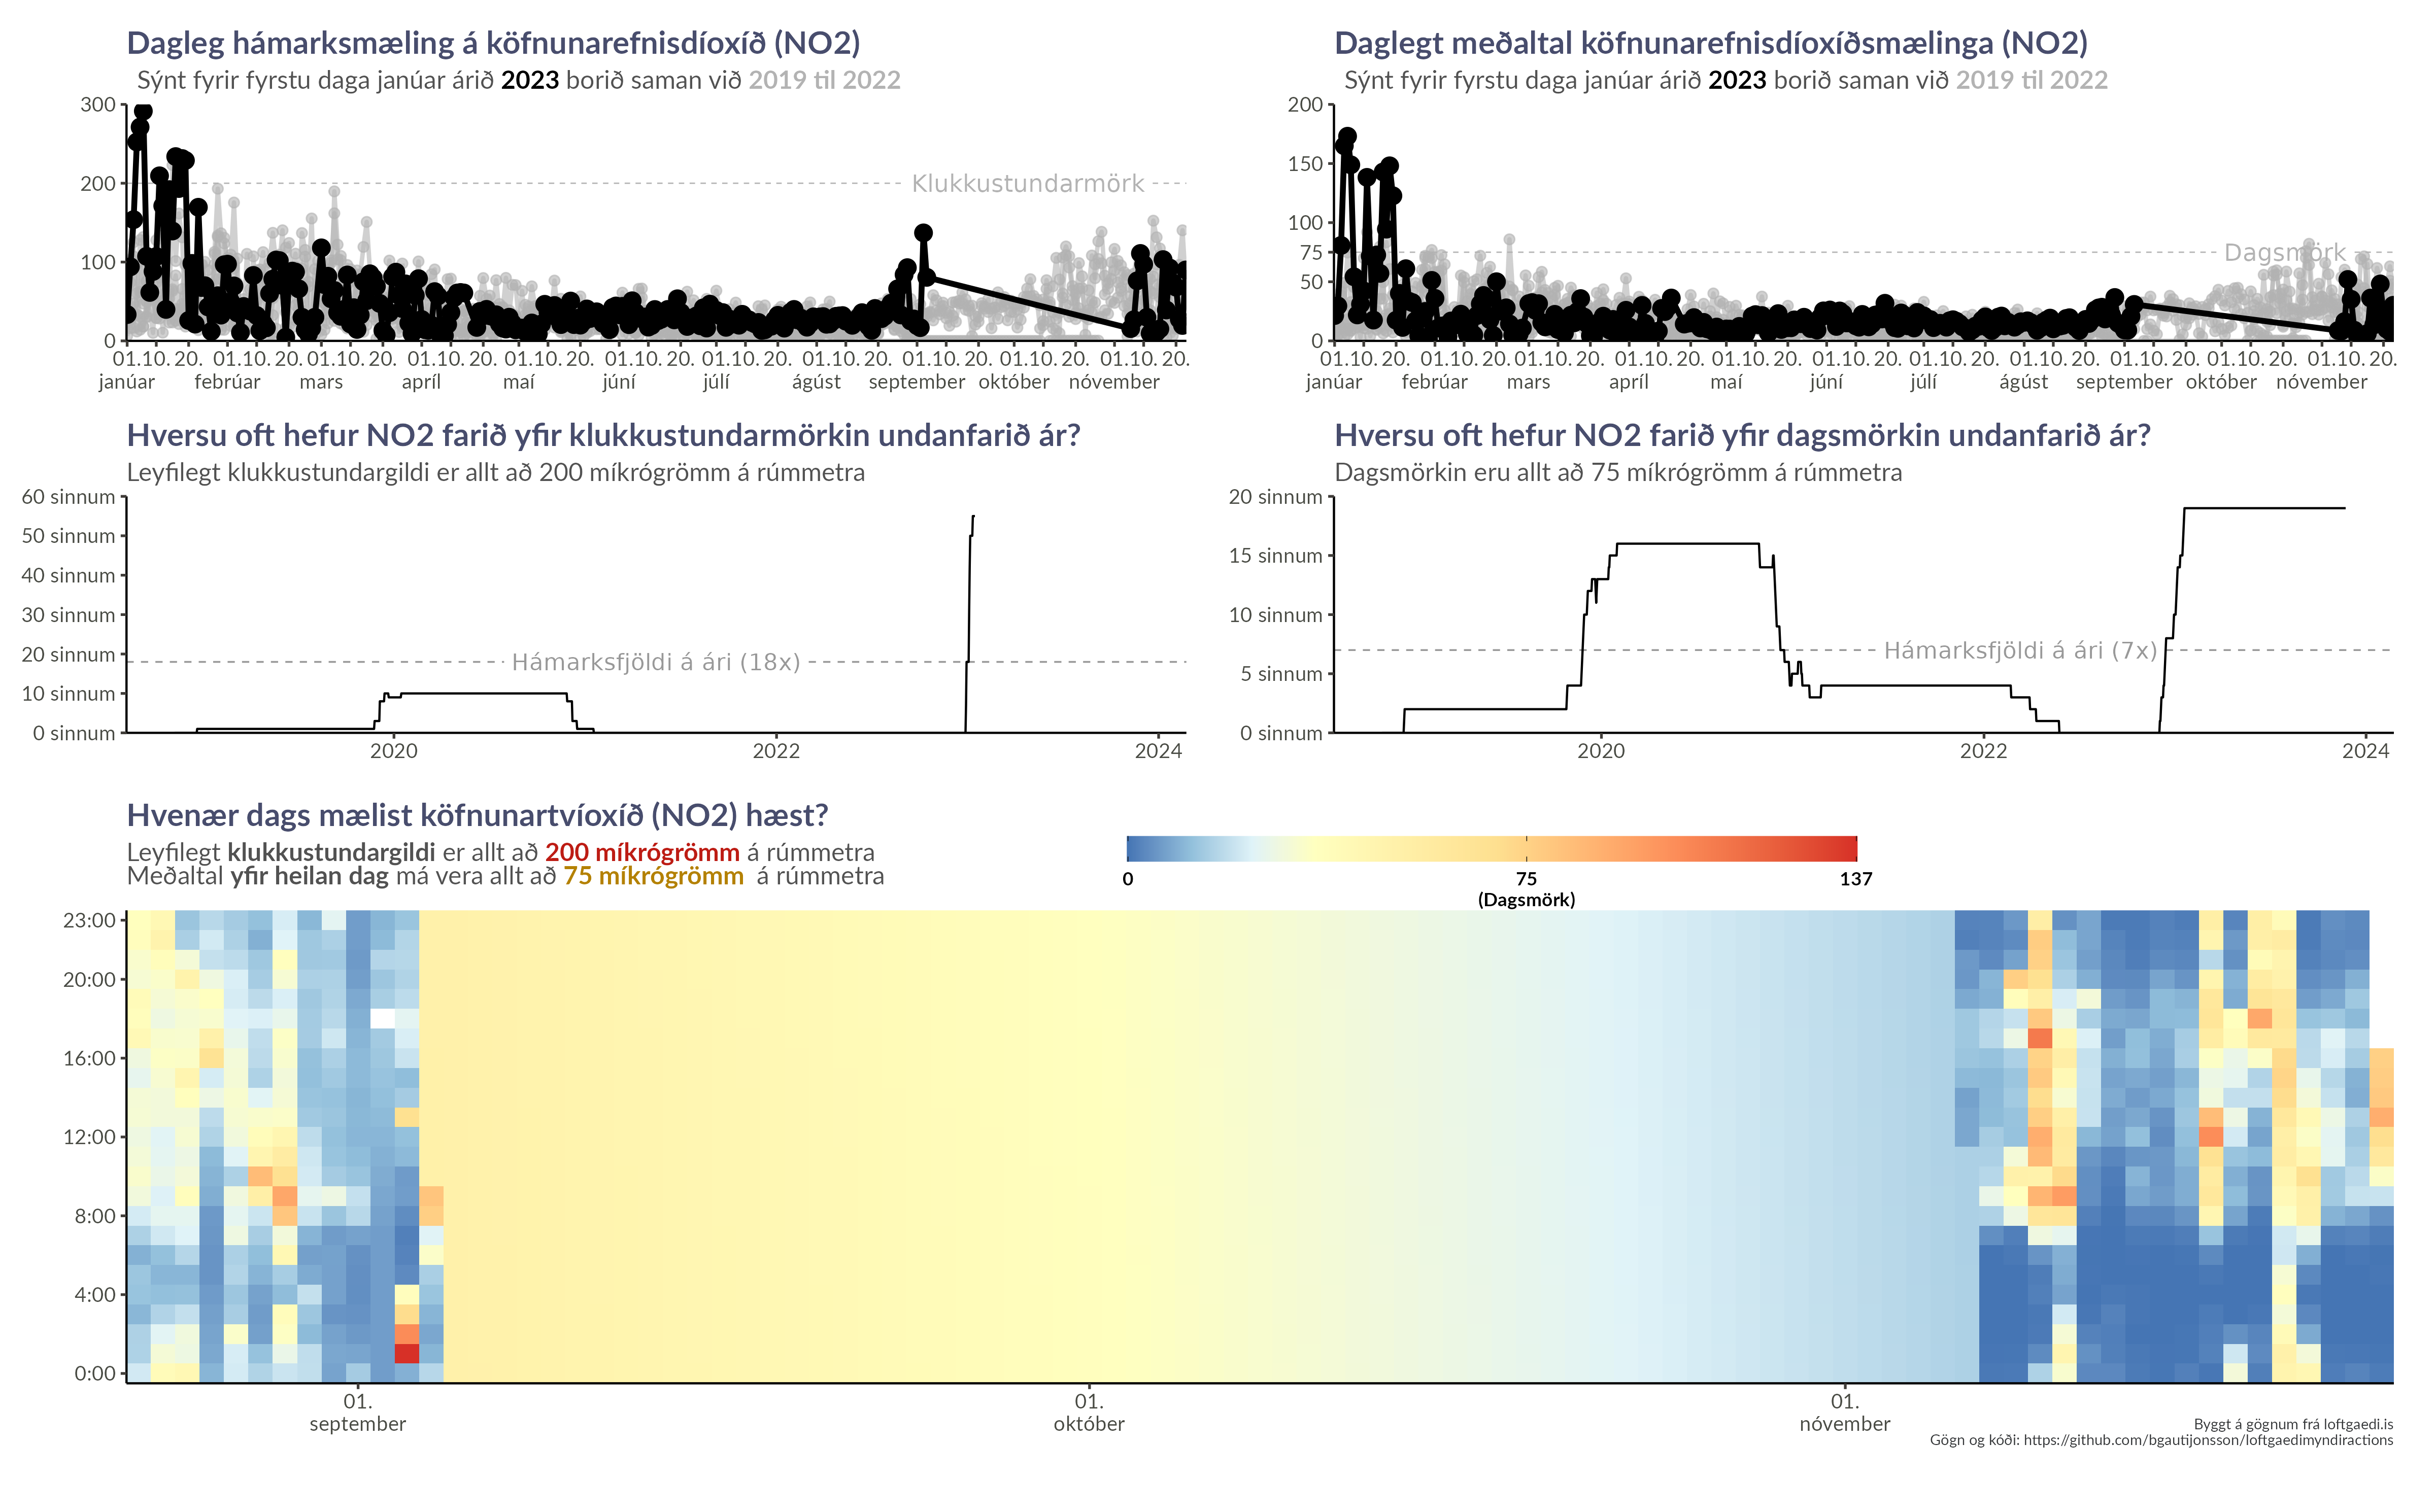 Dagleg hámarksmæling á köfnunarefnisdíoxíð (NO2)
Sýnt fyrir fyrstu daga janúar árið 2023 borið saman við 2019 til 2022
300
200
100
0
Klukkustundarmörk
01. 10. 20. 01. 10. 20. 01. 10. 20. 01. 10. 20. 01. 10. 20. 01. 10. 20. 01. 10. 20. 01. 10. 20. 01. 10. 20. 01. 10. 20. 01. 10. 20.
janúar febrúar mars apríl maí júní júlí ágúst september október nóvember
Daglegt meðaltal köfnunarefnisdíoxíðsmælinga (NO2)
Sýnt fyrir fyrstu daga janúar árið 2023 borið saman við 2019 til 2022
200
150
100
75
50
0
Dagsmörk
01. 10. 20. 01. 10. 20. 01. 10. 20. 01. 10. 20. 01. 10. 20. 01. 10. 20. 01. 10. 20. 01. 10. 20. 01. 10. 20. 01. 10. 20. 01. 10. 20.
janúar febrúar mars apríl maí júní júlí ágúst september október nóvember
Hversu oft hefur NO2 farið yfir klukkustundarmörkin undanfarið ár?
Leyfilegt klukkustundargildi er allt að 200 míkrógrömm á rúmmetra
60 sinnum
50 sinnum
40 sinnum
30 sinnum
20 sinnum
10 sinnum
0 sinnum
Hámarksfjöldi á ári (18x)
2020 2022 2024
Hversu oft hefur NO2 farið yfir dagsmörkin undanfarið ár?
Dagsmörkin eru allt að 75 míkrógrömm á rúmmetra
20 sinnum
15 sinnum
10 sinnum
5 sinnum
0 sinnum
Hámarksfjöldi á ári (7x)
2020 2022 2024
Hvenær dags mælist köfnunartvíoxíð (NO2) hæst?
Leyfilegt klukkustundargildi er allt að 200 míkrógrömm á rúmmetra
Meðaltal yfir heilan dag má vera allt að 75 míkrógrömm á rúmmetra
0 75 137
(Dagsmörk)
23:00
20:00
16:00
12:00
8:00
4:00
0:00
01. 01. 01.
september október nóvember
Byggt á gögnum frá loftgaedi.is
Gögn og kóði: https://github.com/bgautijonsson/loftgaedimyndiractions